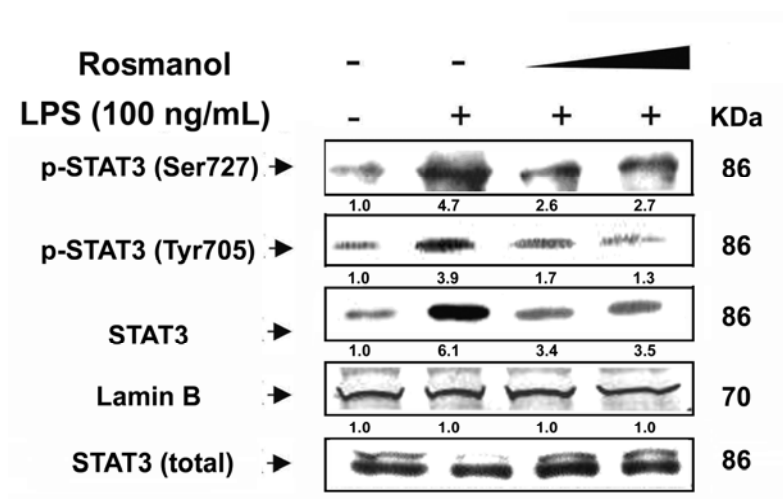 Rosmanol - -
LPS (100 ng/mL) - + + + KDa
p-STAT3 (Ser727) 86
1.0 4.7 2.6 2.7
p-STAT3 (Tyr705) 86
1.0 3.9 1.7 1.3
STAT3 86
1.0 6.1 3.4 3.5
Lamin B 70
1.0 1.0 1.0 1.0
STAT3 (total) 86